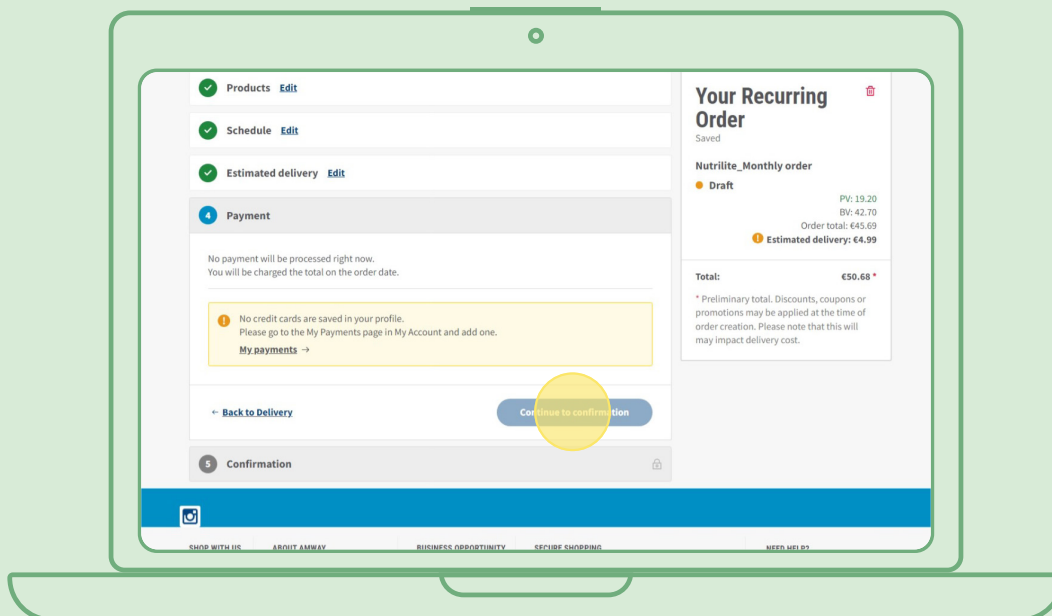 Products Edit
Schedule Edit
Estimated delivery Edit
4 Payment
No payment will be processed right now.
You will be charged the total on the order date.
No credit cards are saved in your profile.
Please go to the My Payments page in My Account and add one.
My payments →
← Back to Delivery
Continue to confirmation
5 Confirmation
Your Recurring
Order
Saved
Nutrilite_Monthly order
Draft
PV: 19.20
BV: 42.70
Order total: €45.69
Estimated delivery: €4.99
Total: €50.68 *
* Preliminary total. Discounts, coupons or
promotions may be applied at the time of
order creation. Please note that this will
may impact delivery cost.
SHOP WITH US ABOUT AMWAY BUSINESS OPPORTUNITY SECURE SHOPPING NEED HELP?